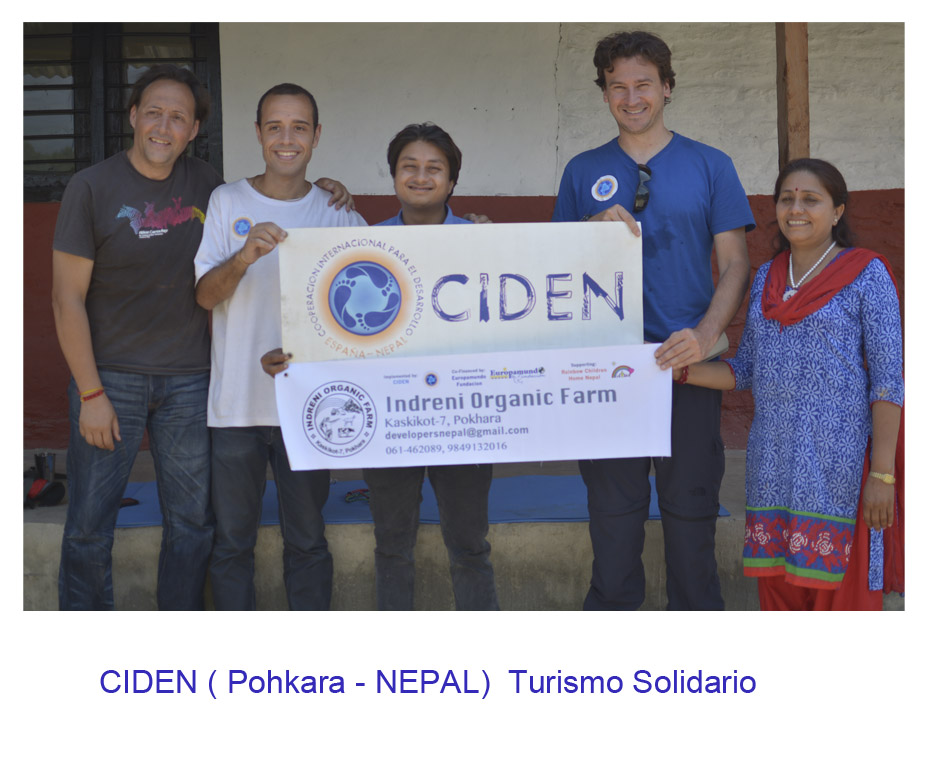 COOPERACIÓN INTERNACIONAL PARA EL DESARROLLO
ESPAÑA - NEPAL
CIDEN
Implemented by:
CIDEN
Co-Financed by:
Europamundo
Fundacion
Europamundo
Supporting:
Rainbow Children
Home Nepal
INDRENI ORGANIC FARM
Kaskikot-7, Pokhara
Indreni Organic Farm
Kaskikot-7, Pokhara
developersnepal@gmail.com
061-462089, 9849132016
CIDEN ( Pohkara - NEPAL) Turismo Solidario